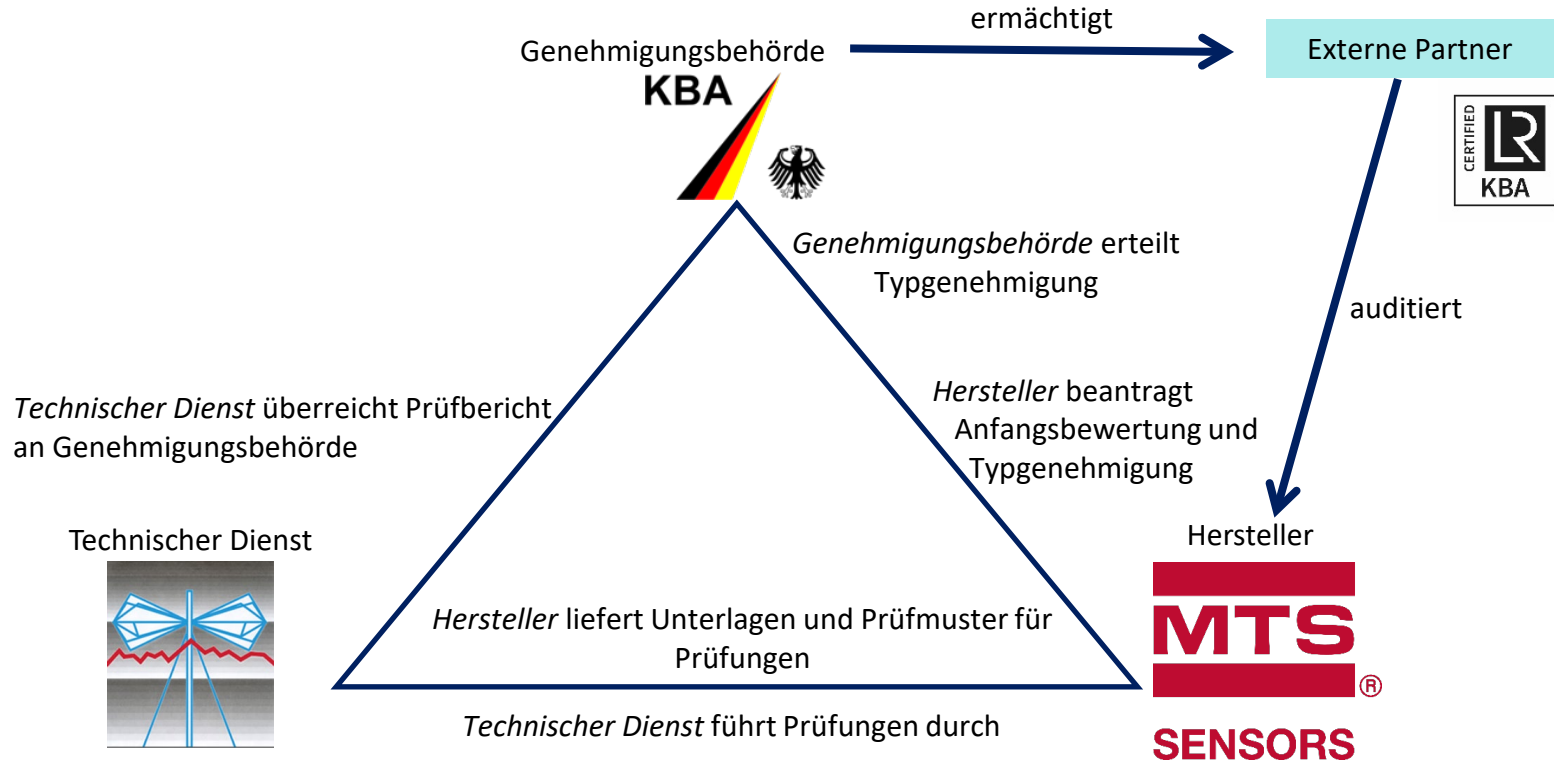 ermächtigt
Genehmigungsbehörde
Externe Partner
KBA
CERTIFIED
LR
KBA
Genehmigungsbehörde erteilt
Typgenehmigung
auditiert
Technischer Dienst überreicht Prüfbericht
an Genehmigungsbehörde
Hersteller beantragt
Anfangsbewertung und
Typgenehmigung
Technischer Dienst
Hersteller
Hersteller liefert Unterlagen und Prüfmuster für
Prüfungen
MTS
®
Technischer Dienst führt Prüfungen durch
SENSORS